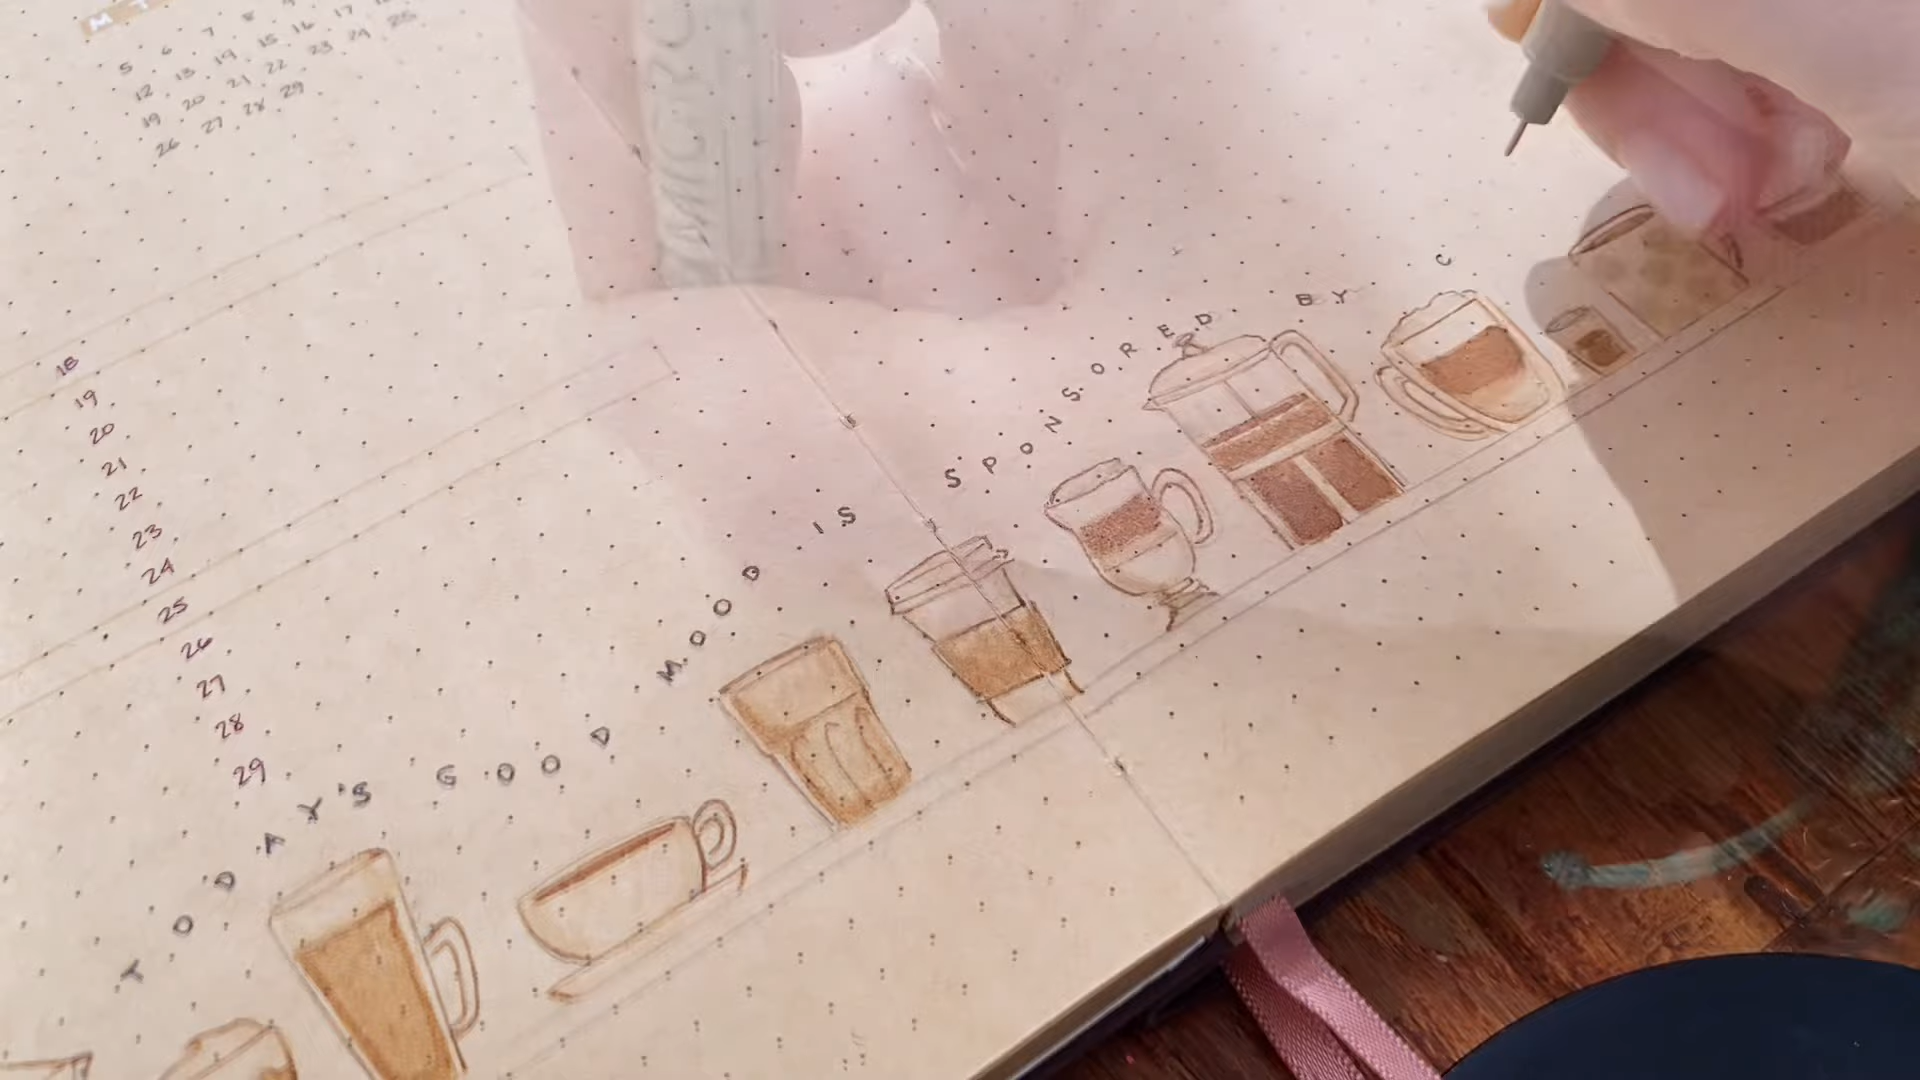 M T
5 6 7 8 9
12 13 14 15 16 17 18
19 20 21 22 23 24 25
26 27 28 29
18
19
20
21
22
23
24
25
26
27
28
29
TODAY'S GOOD MOOD IS SPONSORED BY C
MICRO